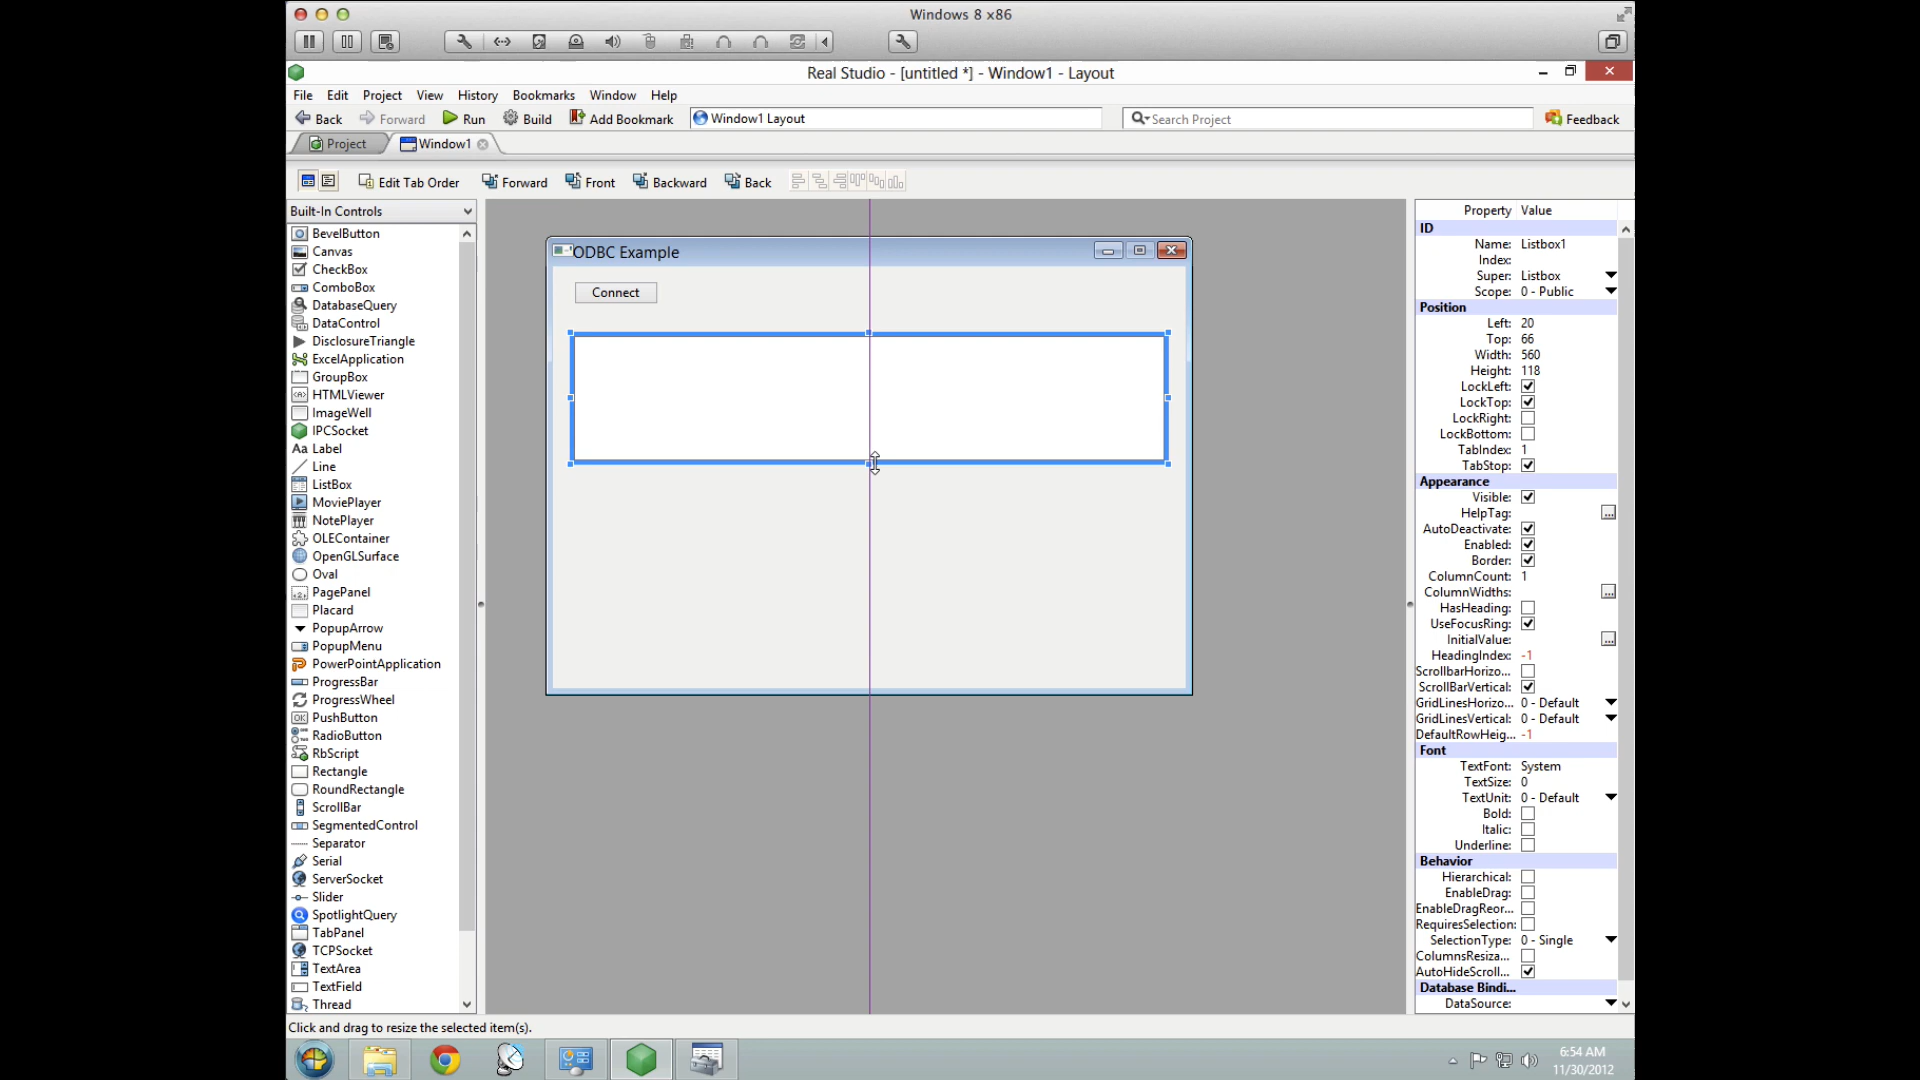 Windows 8 x86
Real Studio - [untitled *] - Window1 - Layout
File Edit Project View History Bookmarks Window Help
Back Forward Run Build Add Bookmark Window1 Layout Search Project Feedback
Project Window1
Edit Tab Order Forward Front Backward Back
Built-In Controls
BevelButton
Canvas
CheckBox
ComboBox
DatabaseQuery
DataControl
DisclosureTriangle
ExcelApplication
GroupBox
HTMLViewer
ImageWell
IPCSocket
Aa Label
Line
ListBox
MoviePlayer
NotePlayer
OLEContainer
OpenGLSurface
Oval
PagePanel
Placard
PopupArrow
PopupMenu
PowerPointApplication
ProgressBar
ProgressWheel
PushButton
RadioButton
RbScript
Rectangle
RoundRectangle
ScrollBar
SegmentedControl
Separator
Serial
ServerSocket
Slider
SpotlightQuery
TabPanel
TCPSocket
TextArea
TextField
Thread
ODBC Example
Connect
Property Value
ID
Name: Listbox1
Index:
Super: Listbox
Scope: 0 - Public
Position
Left: 20
Top: 66
Width: 560
Height: 118
LockLeft:
LockTop:
LockRight:
LockBottom:
TabIndex: 1
TabStop:
Appearance
Visible:
HelpTag: ...
AutoDeactivate:
Enabled:
Border:
ColumnCount: 1
ColumnWidths: ...
HasHeading:
UseFocusRing:
InitialValue: ...
HeadingIndex: -1
ScrollbarHorizo...
ScrollBarVertical:
GridLinesHorizo... 0 - Default
GridLinesVertical: 0 - Default
DefaultRowHeig... -1
Font
TextFont: System
TextSize: 0
TextUnit: 0 - Default
Bold:
Italic:
Underline:
Behavior
Hierarchical:
EnableDrag:
EnableDragReor...
RequiresSelection:
SelectionType: 0 - Single
ColumnsResiza...
AutoHideScroll...
Database Bindi...
DataSource:
Click and drag to resize the selected item(s).
6:54 AM
11/30/2012